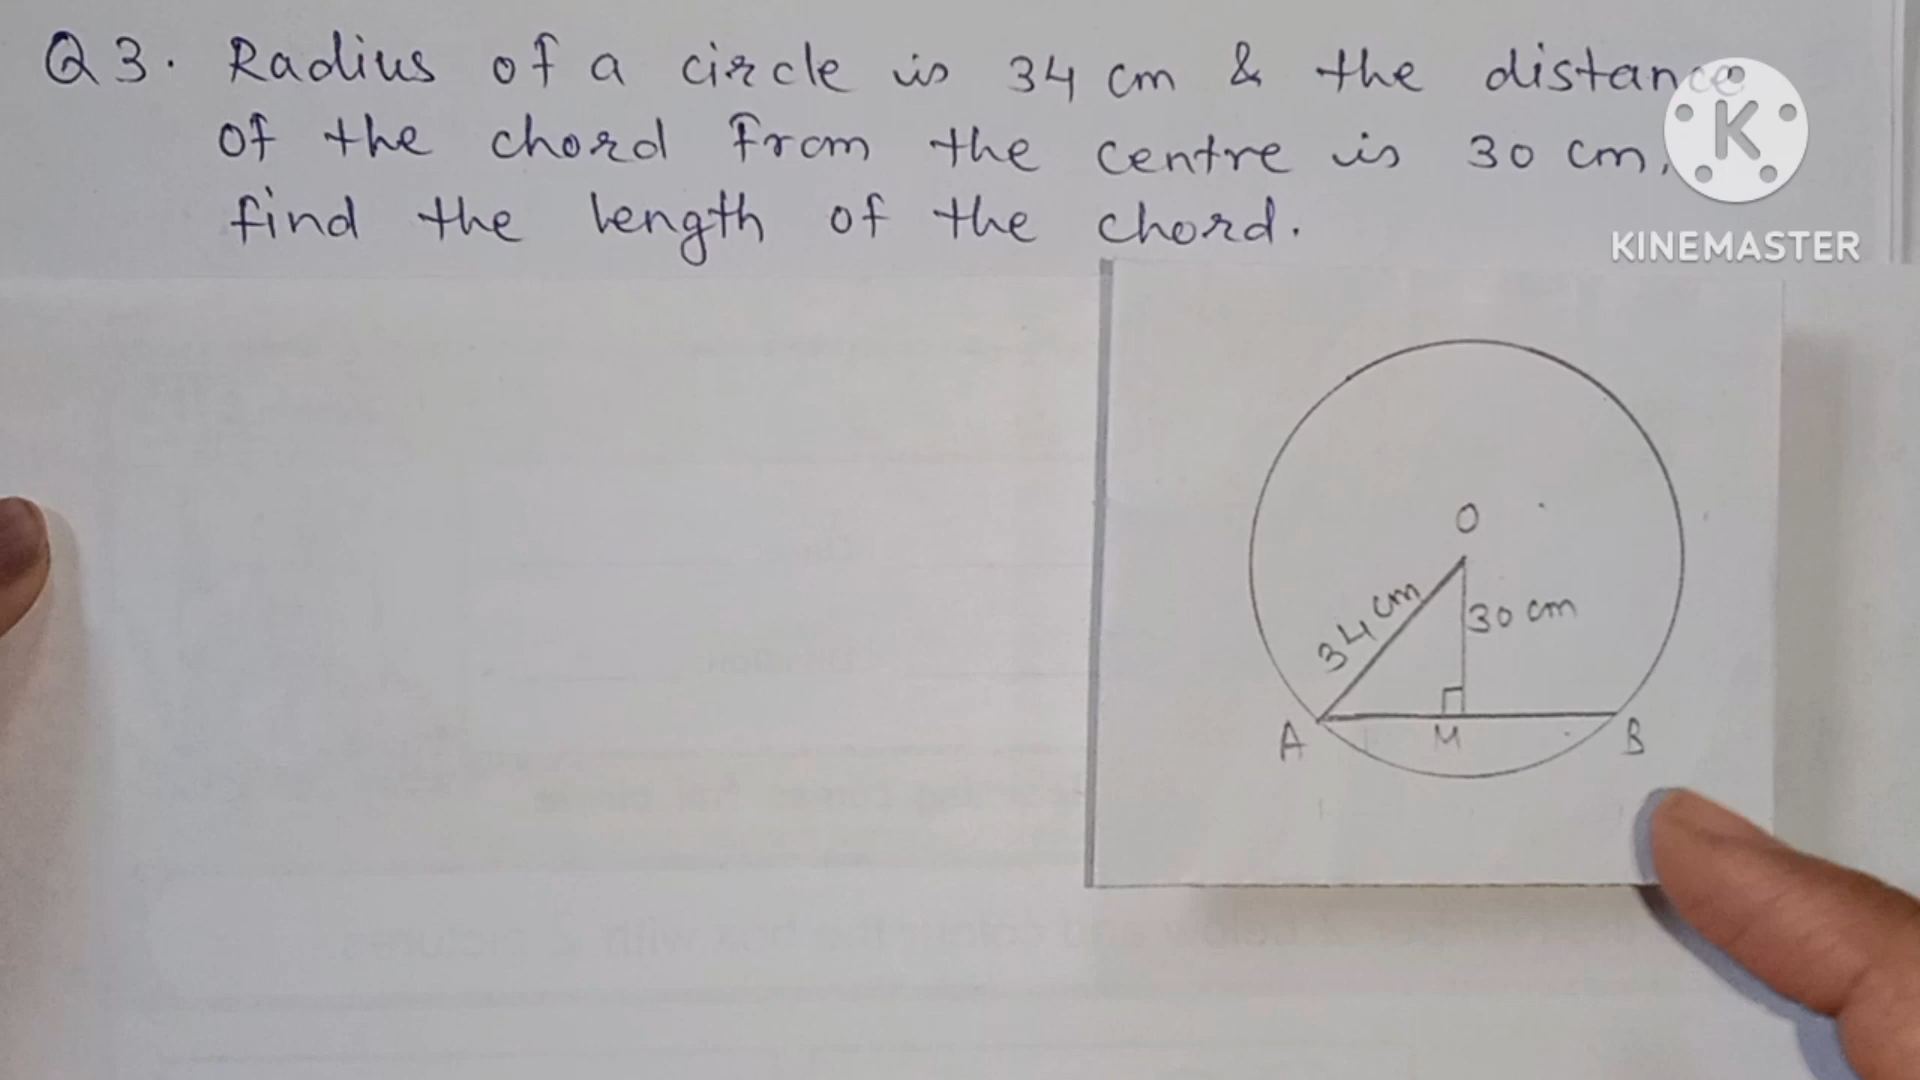 Q3. Radius of a circle is 34 cm & the distance
of the chord from the centre is 30 cm,
find the length of the chord.
K
KINEMASTER
O
34 cm
30 cm
A
M
B